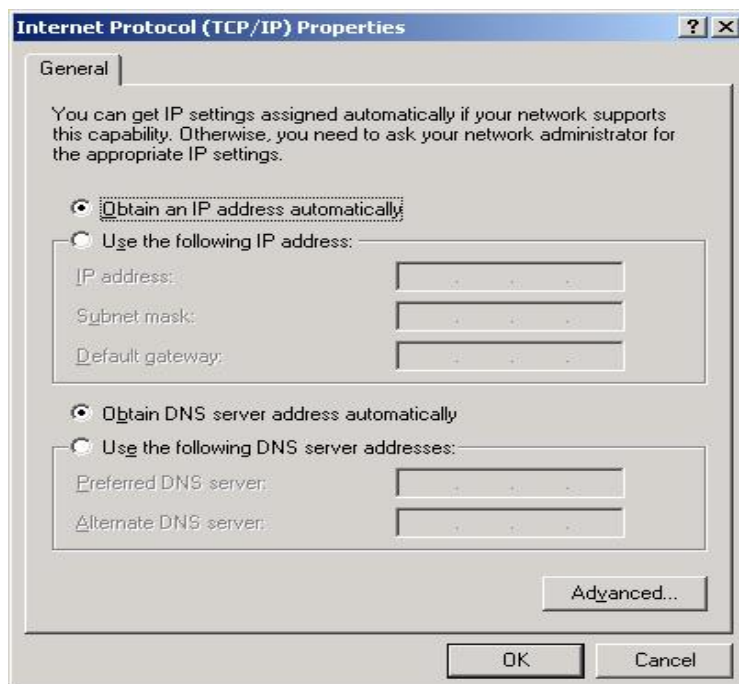 Internet Protocol (TCP/IP) Properties
General
You can get IP settings assigned automatically if your network supports
this capability. Otherwise, you need to ask your network administrator for
the appropriate IP settings.
Obtain an IP address automatically
Use the following IP address:
IP address:
Subnet mask:
Default gateway:
Obtain DNS server address automatically
Use the following DNS server addresses:
Preferred DNS server:
Alternate DNS server:
Advanced...
OK Cancel